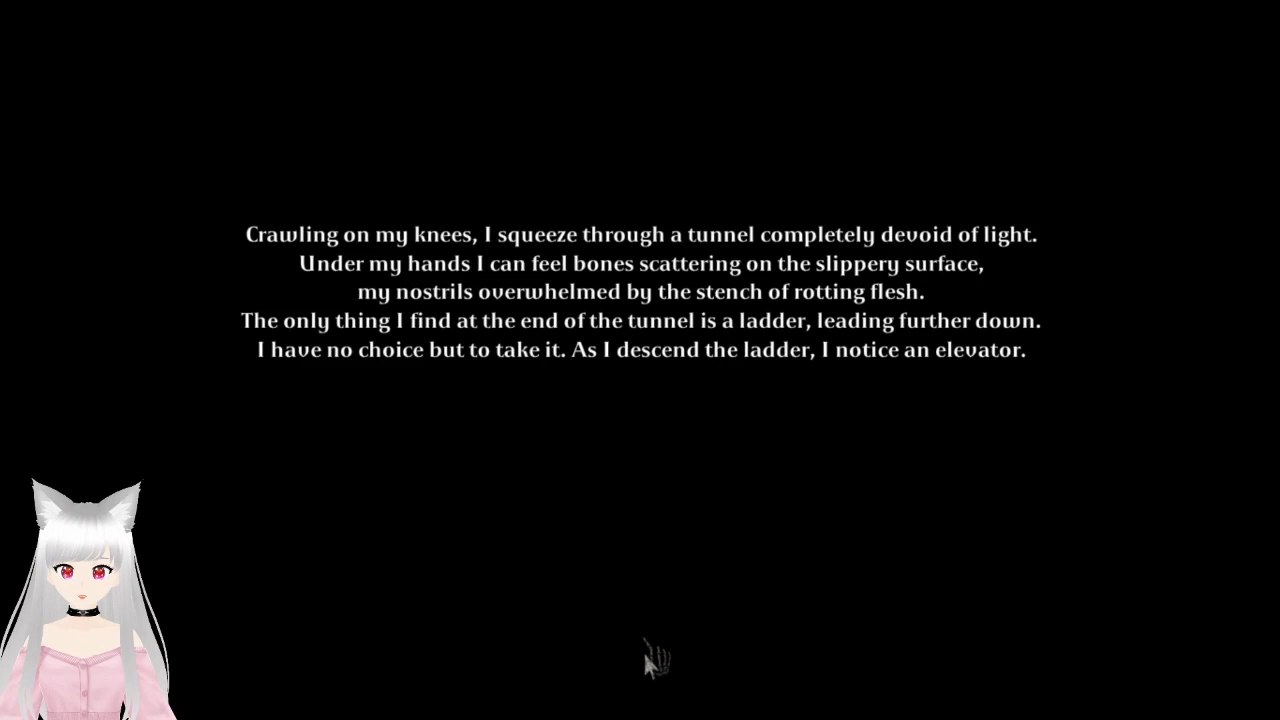 Crawling on my knees, I squeeze through a tunnel completely devoid of light.
Under my hands I can feel bones scattering on the slippery surface,
my nostrils overwhelmed by the stench of rotting flesh.
The only thing I find at the end of the tunnel is a ladder, leading further down.
I have no choice but to take it. As I descend the ladder, I notice an elevator.